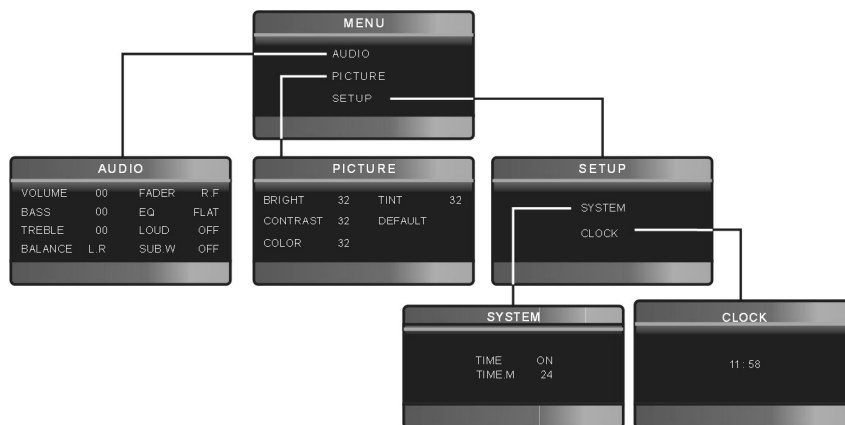 MENU
AUDIO
PICTURE
SETUP
AUDIO
VOLUME 00 FADER R.F
BASS 00 EQ FLAT
TREBLE 00 LOUD OFF
BALANCE L.R SUB.W OFF
PICTURE
BRIGHT 32 TINT 32
CONTRAST 32 DEFAULT
COLOR 32
SETUP
SYSTEM
CLOCK
SYSTEM
TIME ON
TIME.M 24
CLOCK
11 : 58